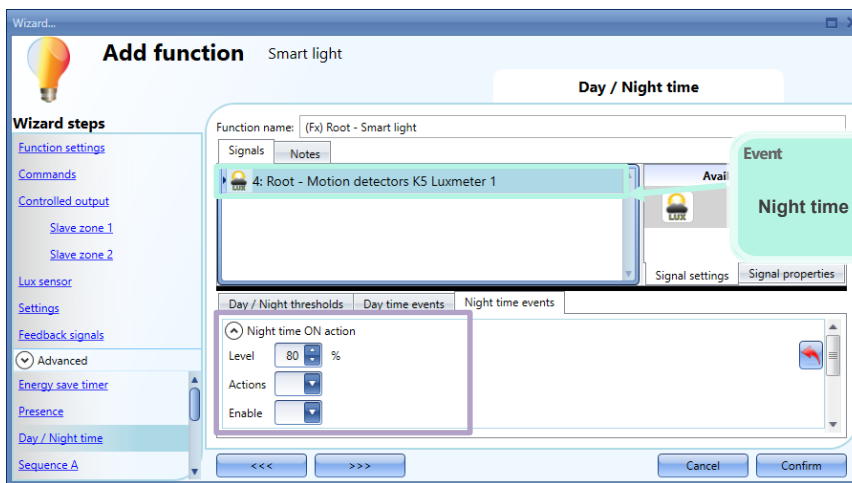 Wizard...
Add function Smart light
Day / Night time
Wizard steps
Function settings
Commands
Controlled output
Slave zone 1
Slave zone 2
Lux sensor
Settings
Feedback signals
Advanced
Energy save timer
Presence
Day / Night time
Sequence A
Function name: (Fx) Root - Smart light
Signals Notes
LUX 4: Root - Motion detectors K5 Luxmeter 1
Avai
LUX
Event
Night time
Signal settings Signal properties
Day / Night thresholds Day time events Night time events
Night time ON action
Level 80 %
Actions
Enable
<<< >>> Cancel Confirm